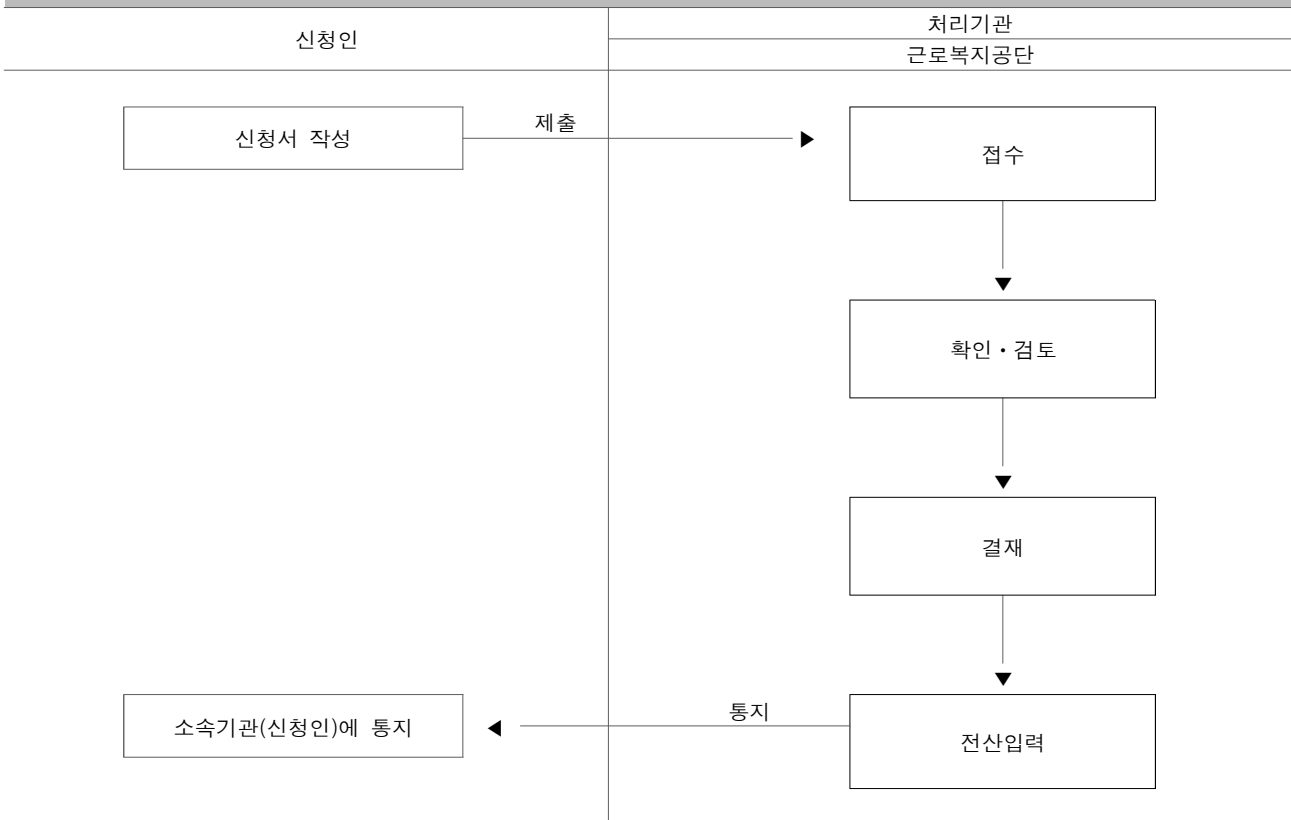 신청인
처리기관
근로복지공단
신청서 작성
제출
접수
확인・검토
결재
소속기관(신청인)에 통지
통지
전산입력